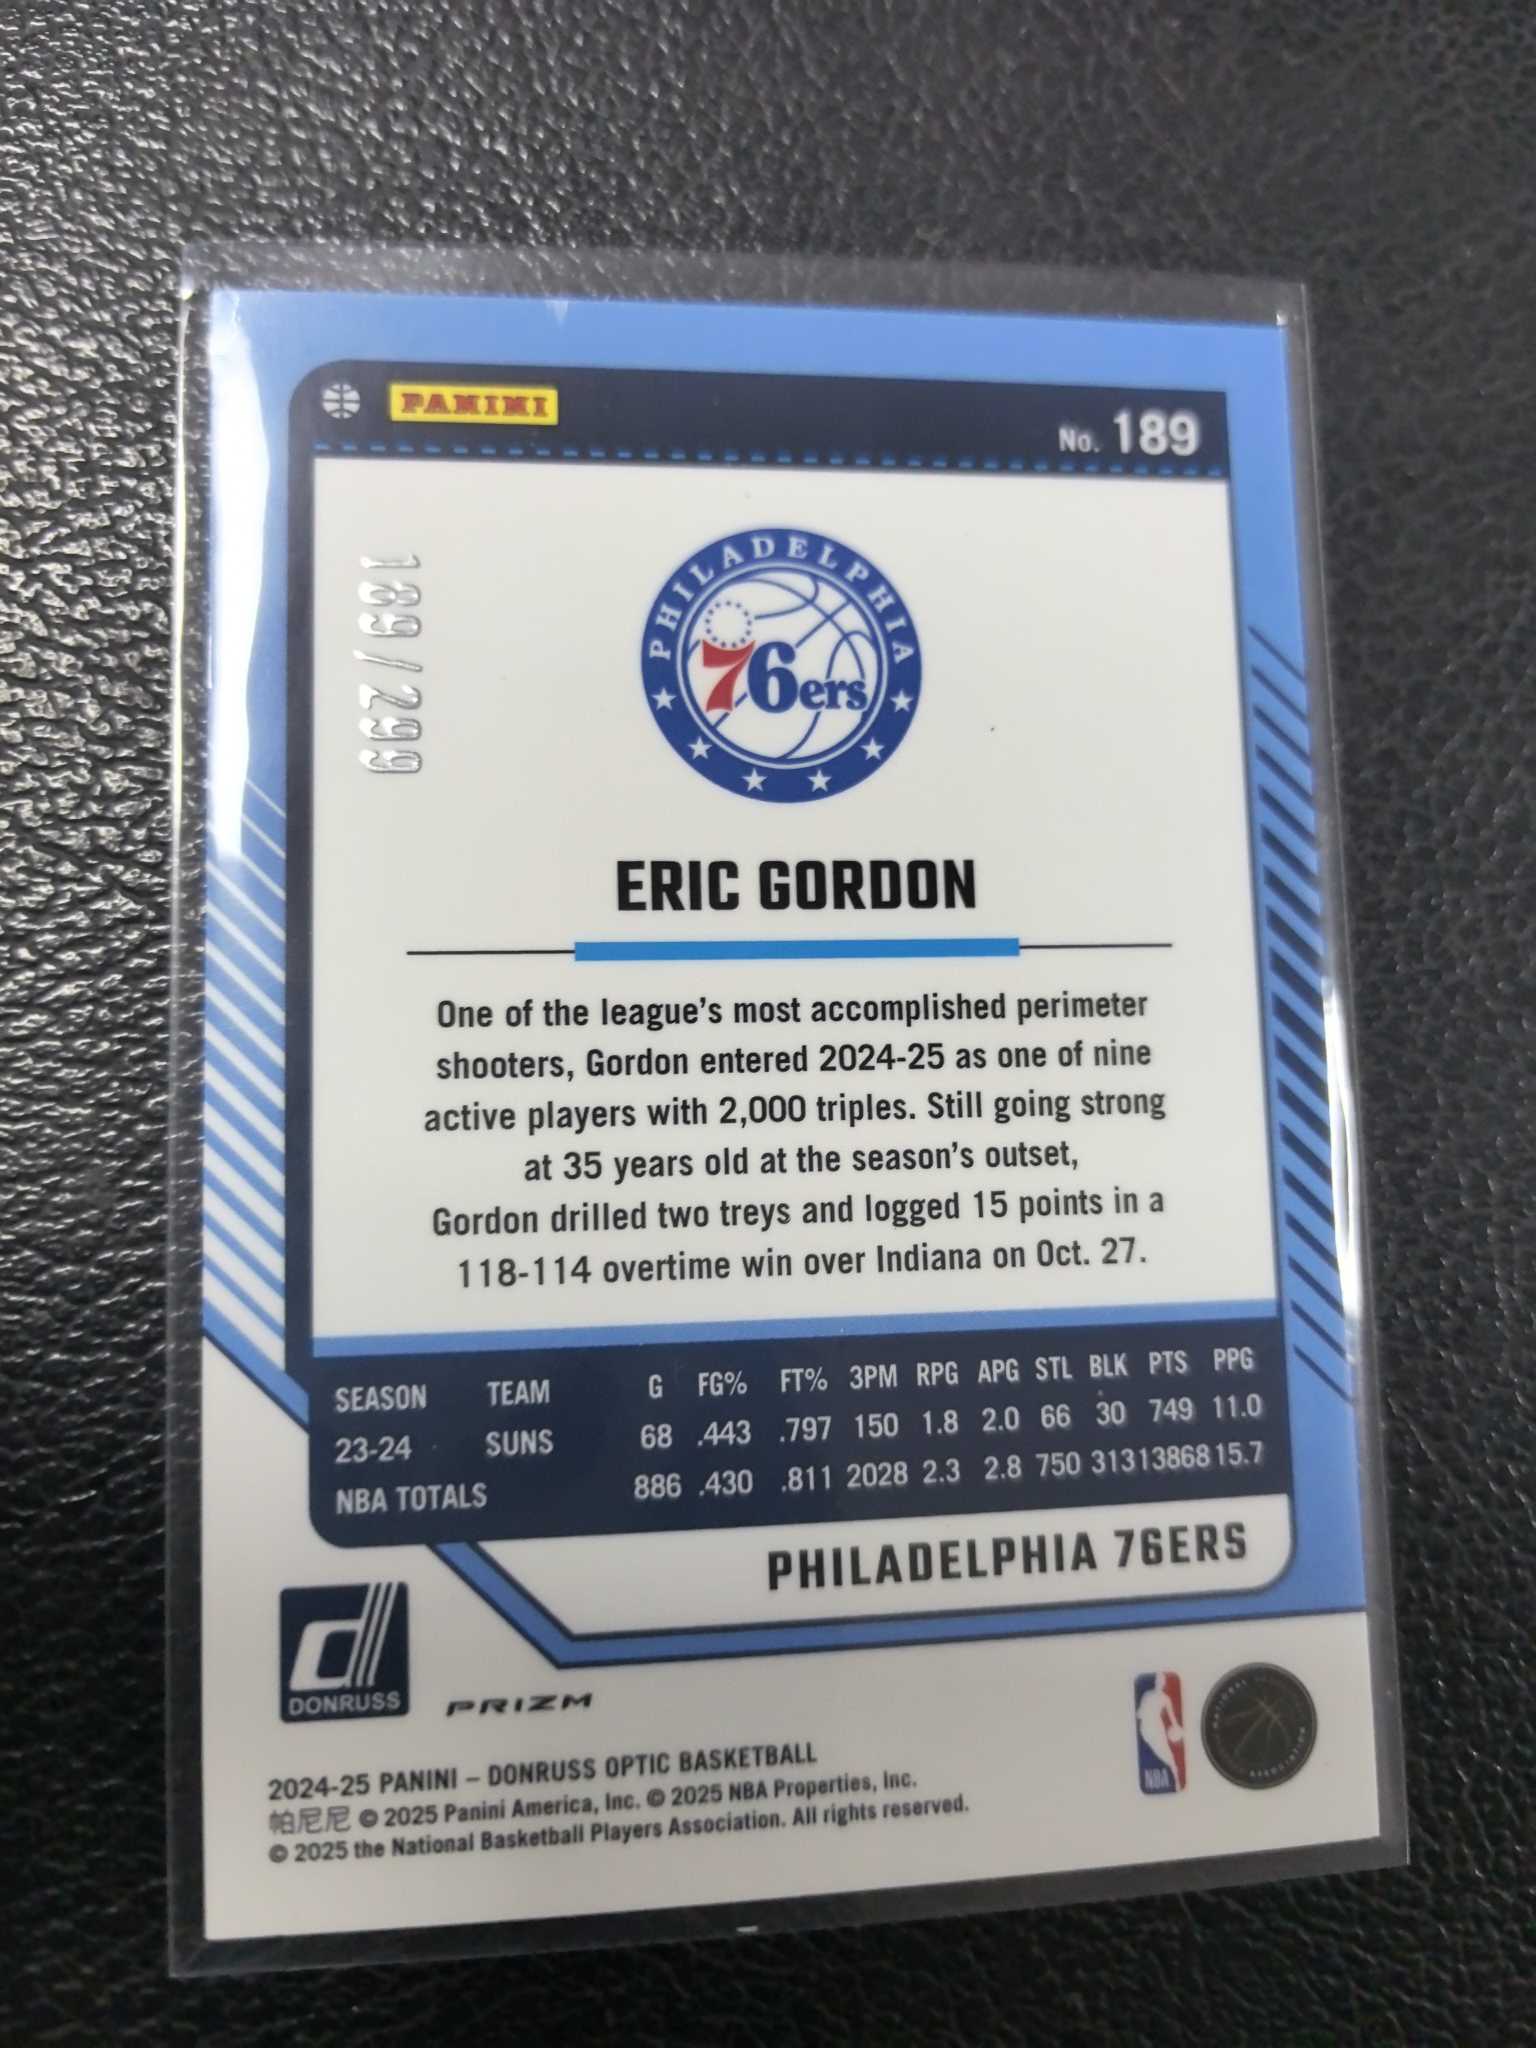 PANINI
No. 189
189/299
PHILADELPHIA
76ers
ERIC GORDON
One of the league's most accomplished perimeter
shooters, Gordon entered 2024-25 as one of nine
active players with 2,000 triples. Still going strong
at 35 years old at the season's outset,
Gordon drilled two treys and logged 15 points in a
118-114 overtime win over Indiana on Oct. 27.
SEASON TEAM G FG% FT% 3PM RPG APG STL BLK PTS PPG
23-24 SUNS 68 .443 .797 150 1.8 2.0 66 30 749 11.0
NBA TOTALS 886 .430 .811 2028 2.3 2.8 750 313 13868 15.7
PHILADELPHIA 76ERS
d
DONRUSS
PRIZM
NBA
2024-25 PANINI – DONRUSS OPTIC BASKETBALL
帕尼尼 © 2025 Panini America, Inc. © 2025 NBA Properties, Inc.
© 2025 the National Basketball Players Association. All rights reserved.